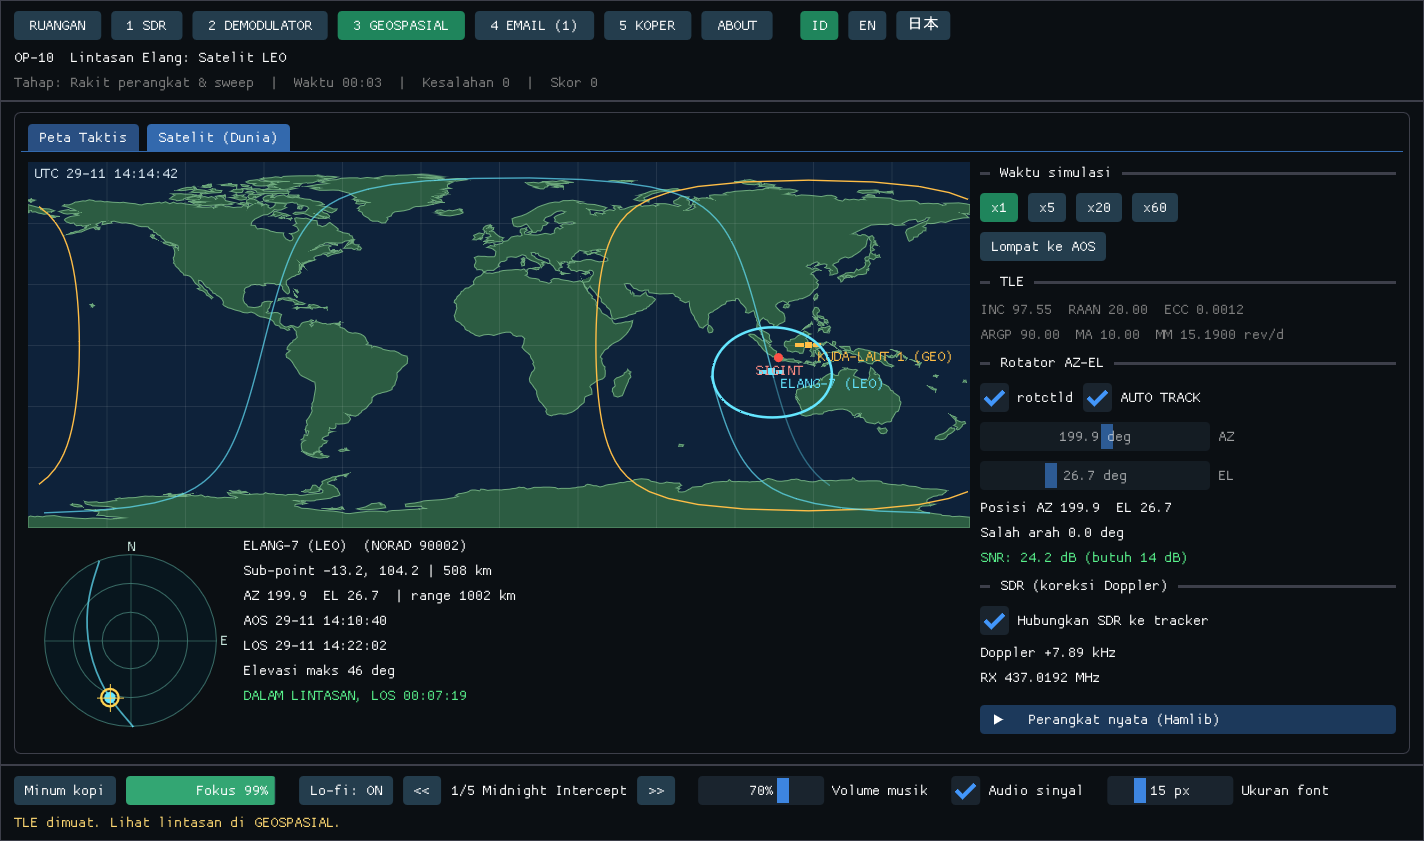 RUANGAN 1 SDR 2 DEMODULATOR 3 GEOSPASIAL 4 EMAIL (1) 5 KOPER ABOUT ID EN 日本
OP-10 Lintasan Elang: Satelit LEO
Tahap: Rakit perangkat & sweep | Waktu 00:03 | Kesalahan 0 | Skor 0
Peta Taktis Satelit (Dunia)
UTC 29-11 14:14:42
KUDA-LAUT 1 (GEO)
SIGINT
ELANG-7 (LEO)
N
E
ELANG-7 (LEO) (NORAD 90002)
Sub-point -13.2, 104.2 | 508 km
AZ 199.9 EL 26.7 | range 1002 km
AOS 29-11 14:10:40
LOS 29-11 14:22:02
Elevasi maks 46 deg
DALAM LINTASAN, LOS 00:07:19
Waktu simulasi
x1 x5 x20 x60
Lompat ke AOS
TLE
INC 97.55 RAAN 20.00 ECC 0.0012
ARGP 90.00 MA 10.00 MM 15.1900 rev/d
Rotator AZ-EL
rotctld AUTO TRACK
199.9 deg AZ
26.7 deg EL
Posisi AZ 199.9 EL 26.7
Salah arah 0.0 deg
SNR: 24.2 dB (butuh 14 dB)
SDR (koreksi Doppler)
Hubungkan SDR ke tracker
Doppler +7.89 kHz
RX 437.0192 MHz
Perangkat nyata (Hamlib)
Minum kopi Fokus 99% Lo-fi: ON << 1/5 Midnight Intercept >> 70% Volume musik Audio sinyal 15 px Ukuran font
TLE dimuat. Lihat lintasan di GEOSPASIAL.